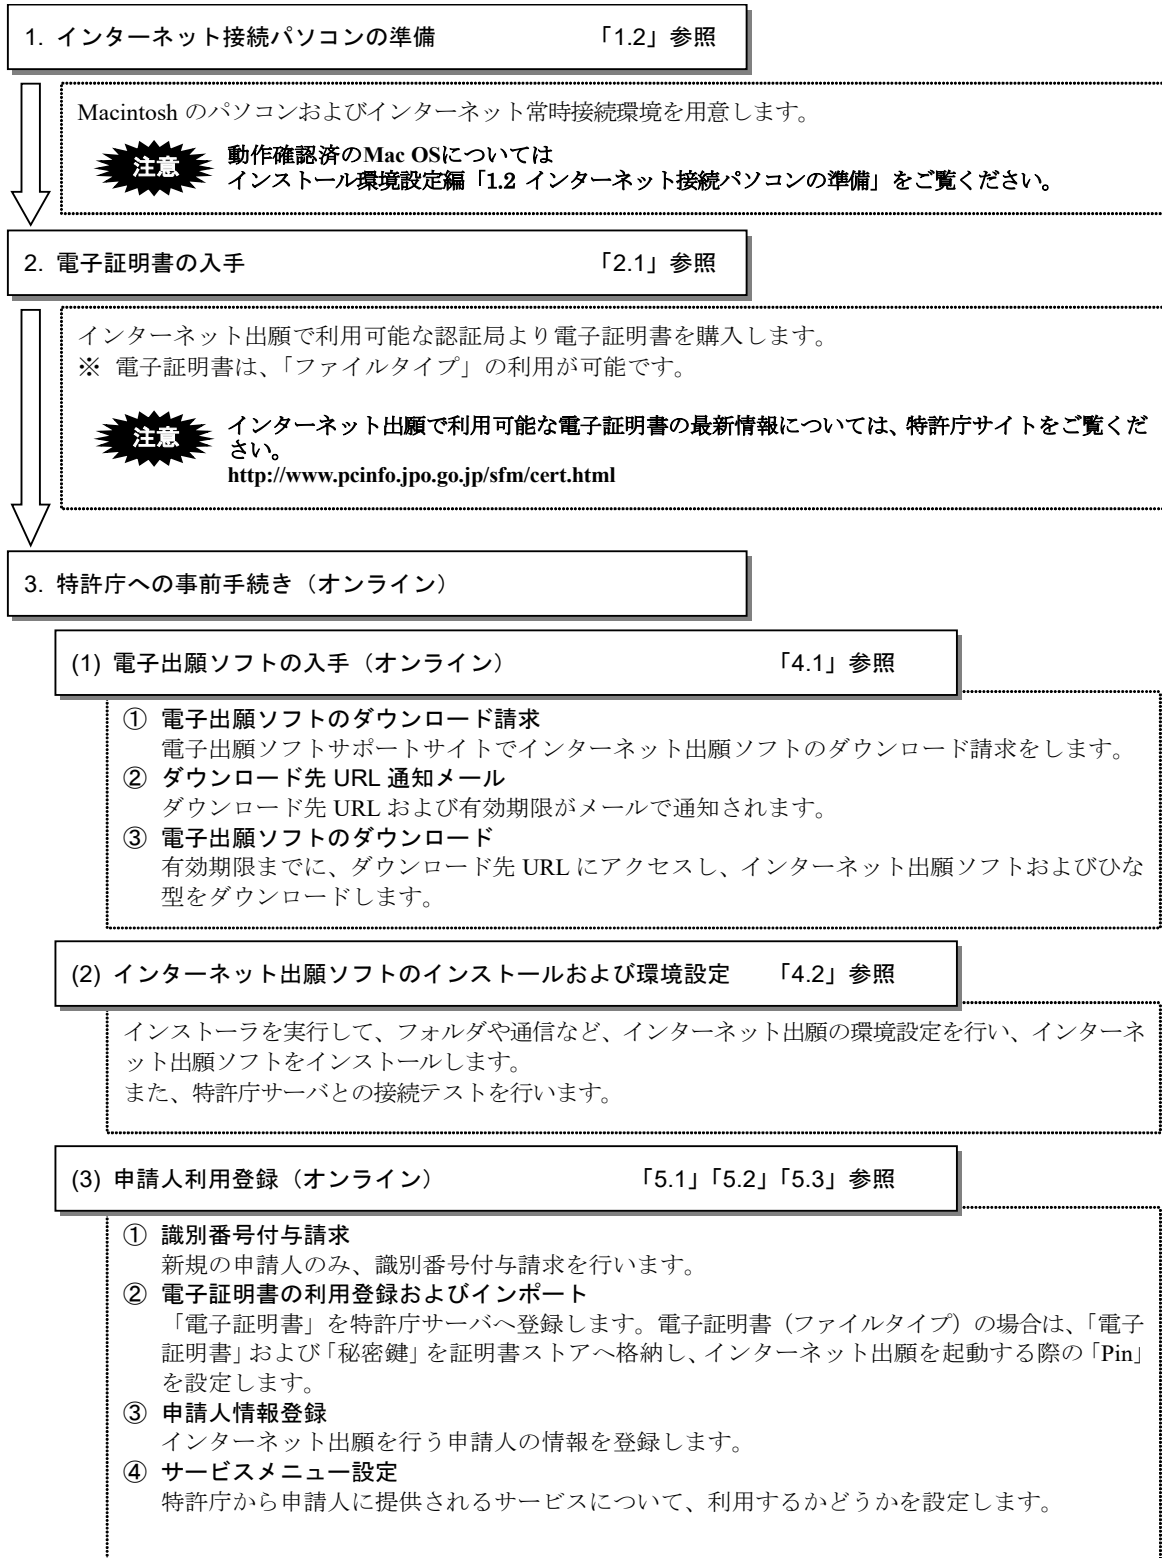 1. インターネット接続パソコンの準備 「1.2」参照
Macintosh のパソコンおよびインターネット常時接続環境を用意します。
注意
動作確認済のMac OSについては
インストール環境設定編「1.2 インターネット接続パソコンの準備」をご覧ください。
2. 電子証明書の入手 「2.1」参照
インターネット出願で利用可能な認証局より電子証明書を購入します。
※ 電子証明書は、「ファイルタイプ」の利用が可能です。
注意
インターネット出願で利用可能な電子証明書の最新情報については、特許庁サイトをご覧くだ
さい。
http://www.pcinfo.jpo.go.jp/sfm/cert.html
3. 特許庁への事前手続き（オンライン）
(1) 電子出願ソフトの入手（オンライン） 「4.1」参照
① 電子出願ソフトのダウンロード請求
電子出願ソフトサポートサイトでインターネット出願ソフトのダウンロード請求をします。
② ダウンロード先 URL 通知メール
ダウンロード先 URL および有効期限がメールで通知されます。
③ 電子出願ソフトのダウンロード
有効期限までに、ダウンロード先 URL にアクセスし、インターネット出願ソフトおよびひな
型をダウンロードします。
(2) インターネット出願ソフトのインストールおよび環境設定 「4.2」参照
インストーラを実行して、フォルダや通信など、インターネット出願の環境設定を行い、インターネ
ット出願ソフトをインストールします。
また、特許庁サーバとの接続テストを行います。
(3) 申請人利用登録（オンライン） 「5.1」「5.2」「5.3」参照
① 識別番号付与請求
新規の申請人のみ、識別番号付与請求を行います。
② 電子証明書の利用登録およびインポート
「電子証明書」を特許庁サーバへ登録します。電子証明書（ファイルタイプ）の場合は、「電子
証明書」および「秘密鍵」を証明書ストアへ格納し、インターネット出願を起動する際の「Pin」
を設定します。
③ 申請人情報登録
インターネット出願を行う申請人の情報を登録します。
④ サービスメニュー設定
特許庁から申請人に提供されるサービスについて、利用するかどうかを設定します。